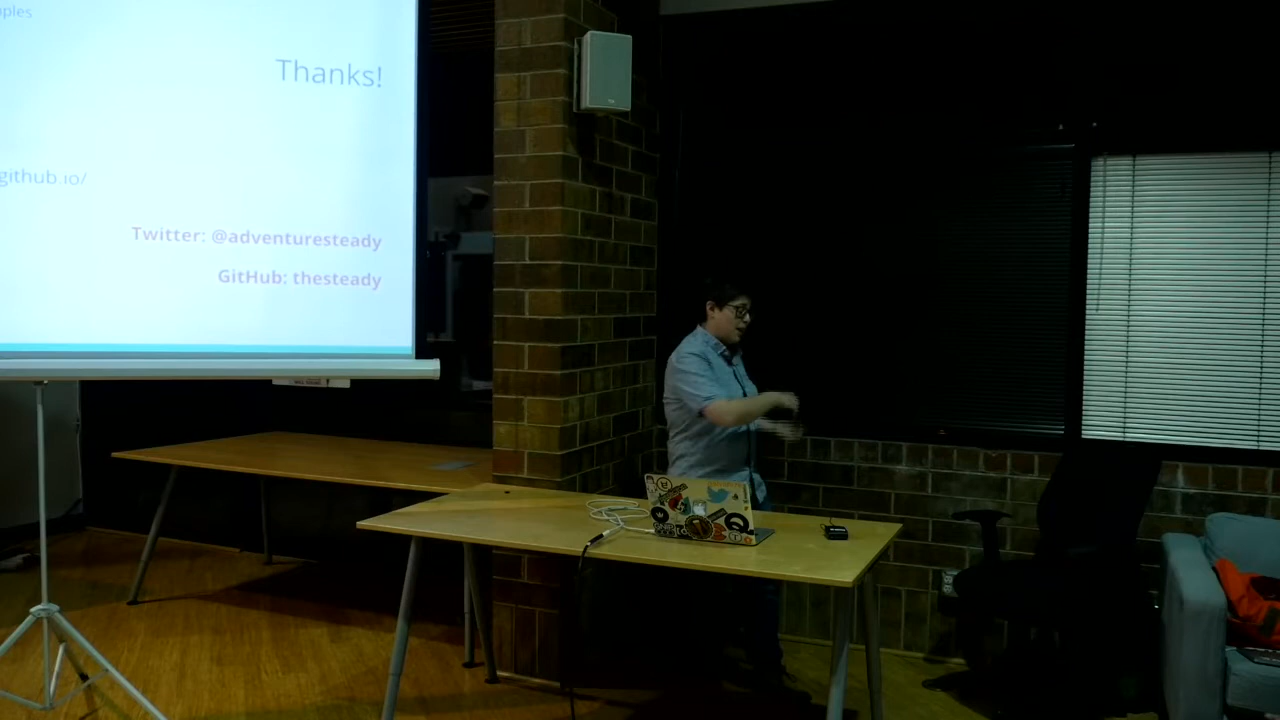 ples
Thanks!
github.io/
Twitter: @adventuresteady
GitHub: thesteady